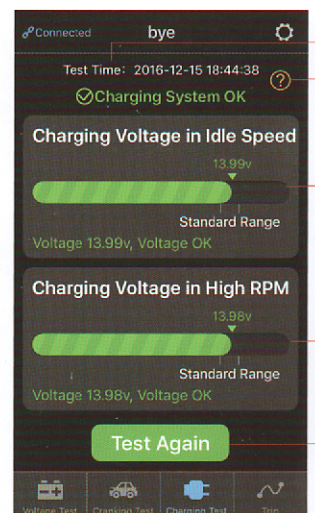 Connected
bye
Test Time: 2016-12-15 18:44:38
?
Charging System OK
Charging Voltage in Idle Speed
13.99v
Standard Range
Voltage 13.99v, Voltage OK
Charging Voltage in High RPM
13.98v
Standard Range
Voltage 13.98v, Voltage OK
Test Again
Voltage Test
Cranking Test
Charging Test
Trip